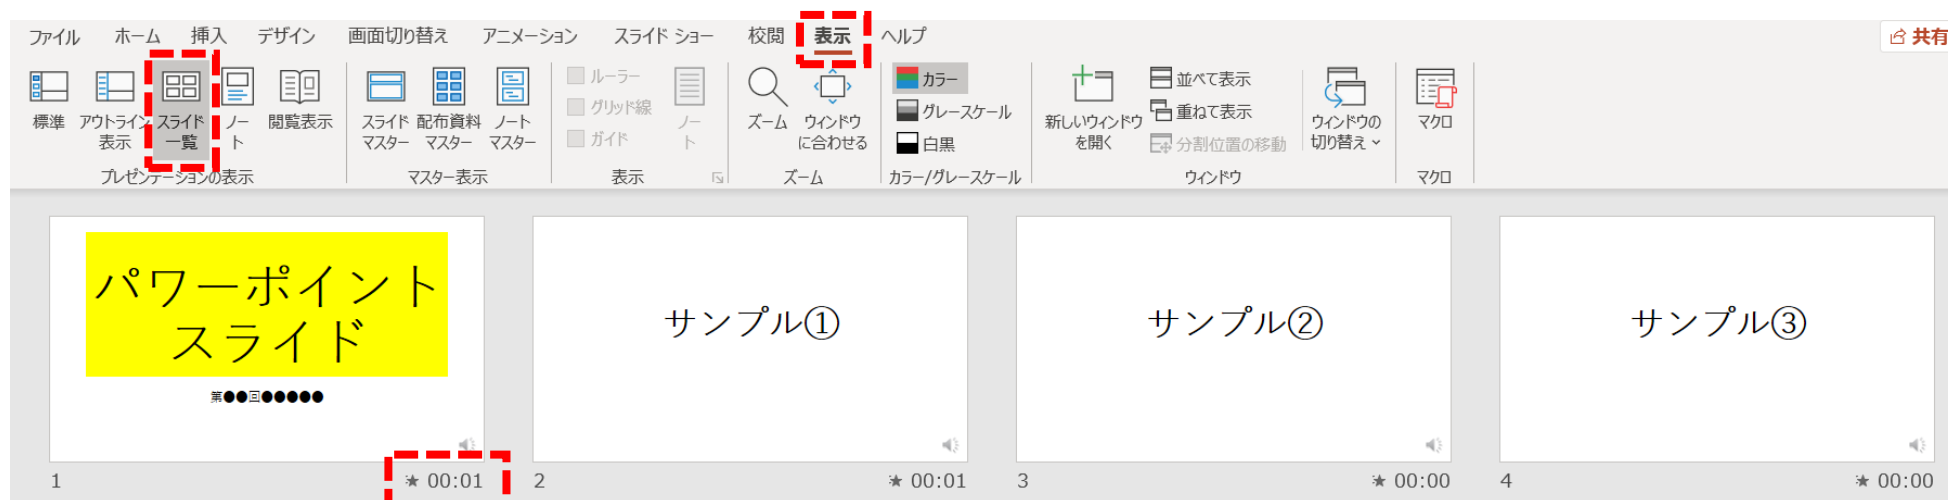 ファイル ホーム 挿入 デザイン 画面切り替え アニメーション スライド ショー 校閲 表示 ヘルプ 共有
標準
アウトライン
表示
スライド
一覧
ノー
ト
閲覧表示
プレゼンテーションの表示
スライド
マスター
配布資料
マスター
ノート
マスター
マスター表示
ルーラー
グリッド線
ガイド
ノー
ト
表示
ズーム
ウィンドウ
に合わせる
ズーム
カラー
グレースケール
白黒
カラー/グレースケール
新しいウィンドウ
を開く
並べて表示
重ねて表示
分割位置の移動
ウィンドウの
切り替え
ウィンドウ
マクロ
マクロ
パワーポイント
スライド
第●●回●●●●●
1 00:01
サンプル①
2 00:01
サンプル②
3 00:00
サンプル③
4 00:00